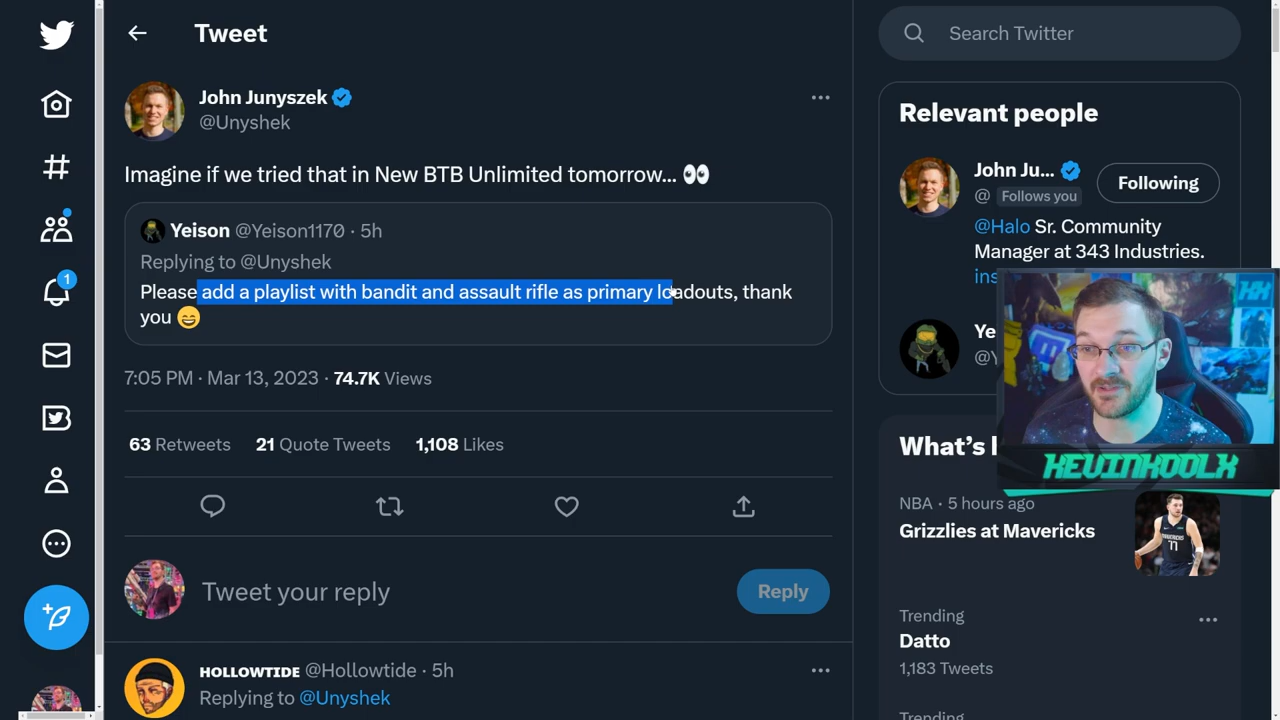 Tweet
Search Twitter
John Junyszek
@Unyshek
Imagine if we tried that in New BTB Unlimited tomorrow... 👀
Yeison @Yeison1170 · 5h
Replying to @Unyshek
Please add a playlist with bandit and assault rifle as primary loadouts, thank
you 😄
7:05 PM · Mar 13, 2023 · 74.7K Views
63 Retweets 21 Quote Tweets 1,108 Likes
Tweet your reply
Reply
HOLLOWTIDE @Hollowtide · 5h
Replying to @Unyshek
1
Relevant people
John Ju...
Following
@ Follows you
@Halo Sr. Community
Manager at 343 Industries.
ins
Ye
@Y
What's
KEVINKOOLX
NBA · 5 hours ago
Grizzlies at Mavericks
77
Trending
Datto
1,183 Tweets